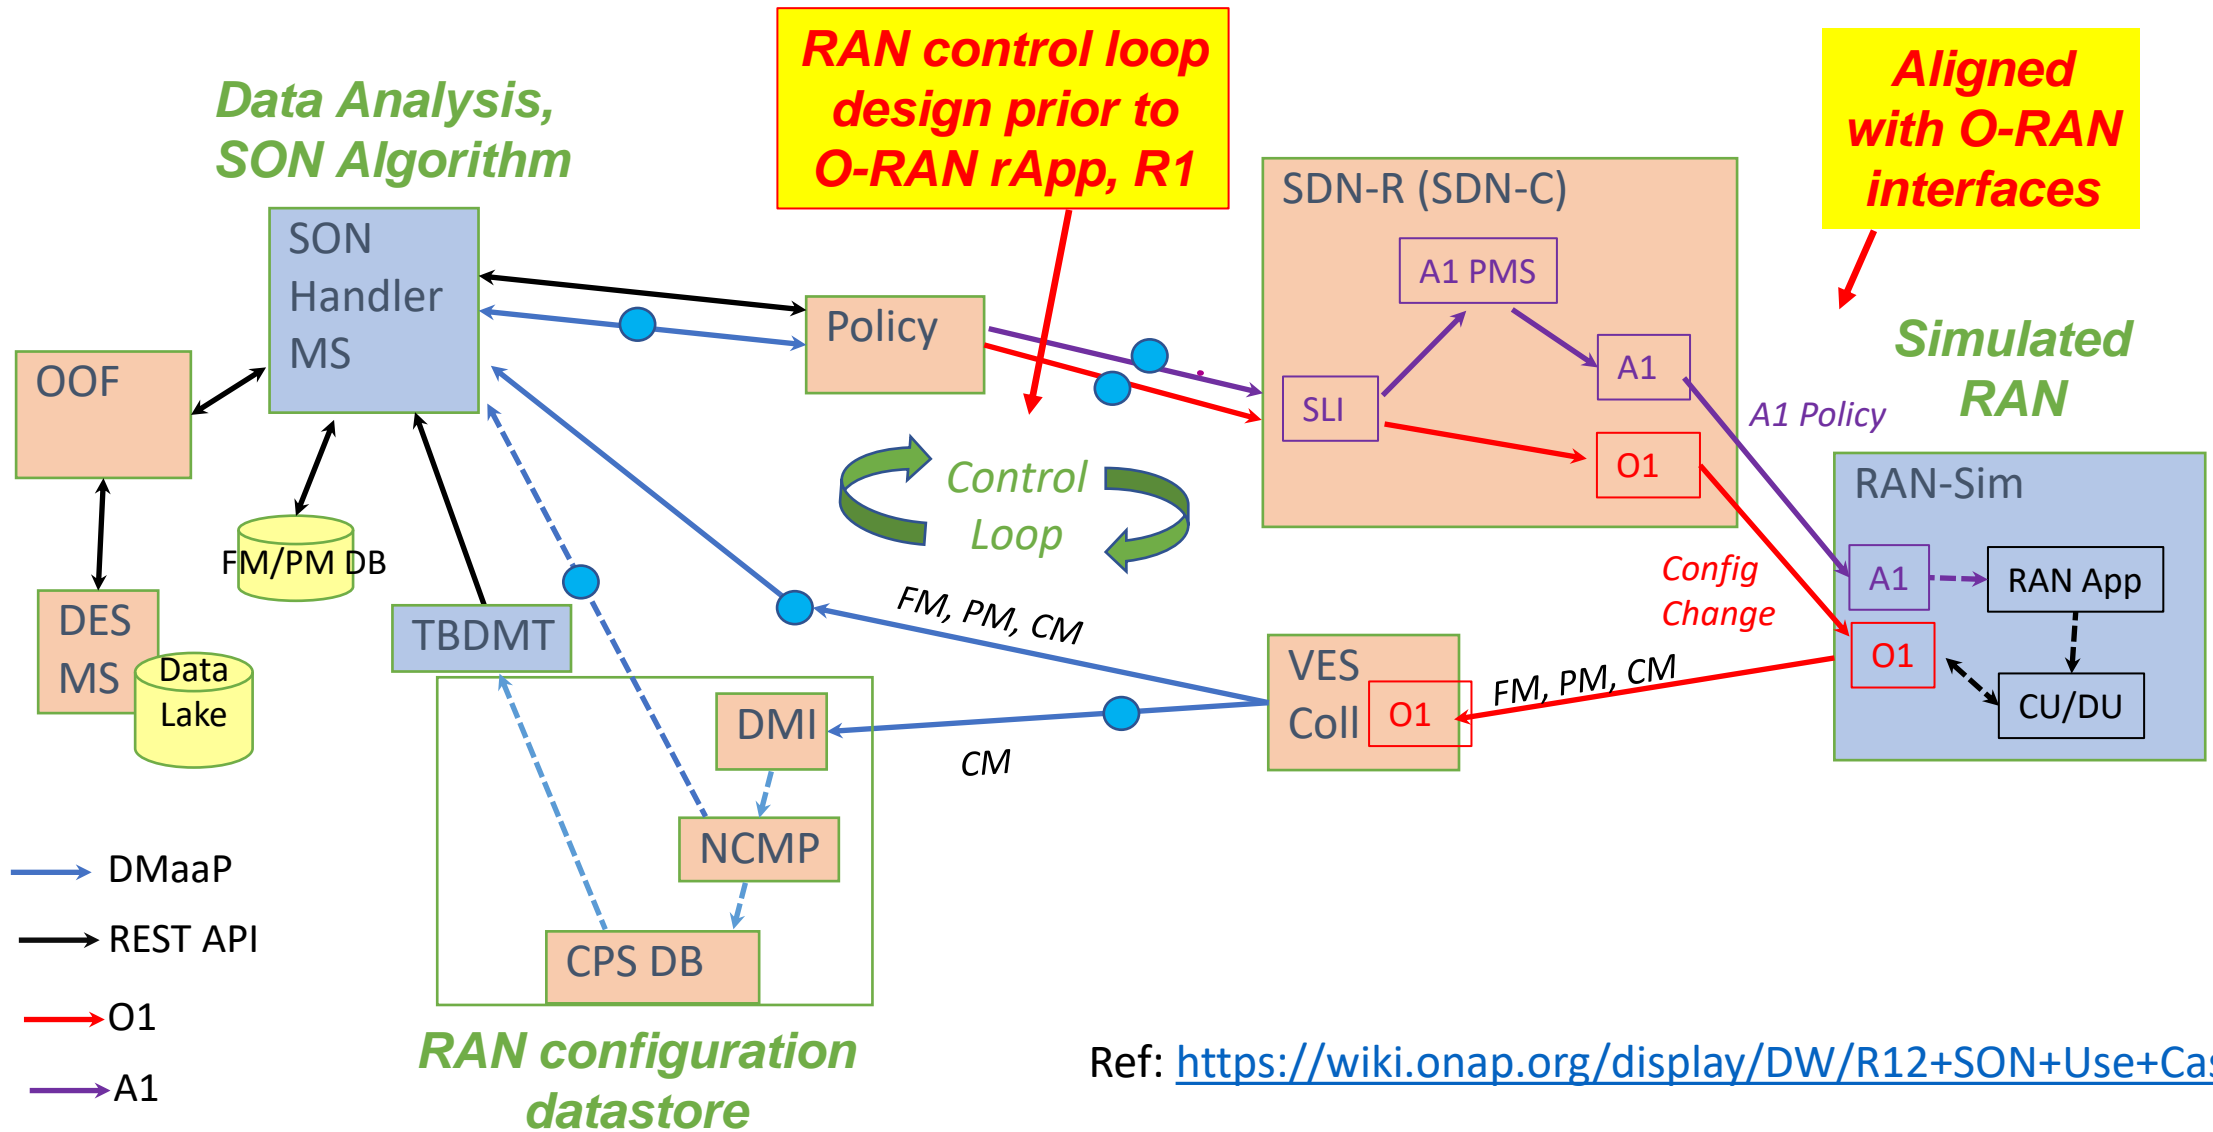 RAN control loop
design prior to
O-RAN rApp, R1
Aligned
with O-RAN
interfaces
Data Analysis,
SON Algorithm
SDN-R (SDN-C)
SON
Handler
MS
A1 PMS
Policy
Simulated
RAN
OOF
A1
SLI
A1 Policy
O1
Control
Loop
RAN-Sim
FM/PM DB
Config
Change
A1
RAN App
FM, PM, CM
DES
MS
TBDMT
VES
Coll
O1
FM, PM, CM
O1
CU/DU
Data
Lake
DMI
CM
NCMP
DMaaP
REST API
CPS DB
O1
A1
RAN configuration
datastore
Ref: https://wiki.onap.org/display/DW/R12+SON+Use+Cas